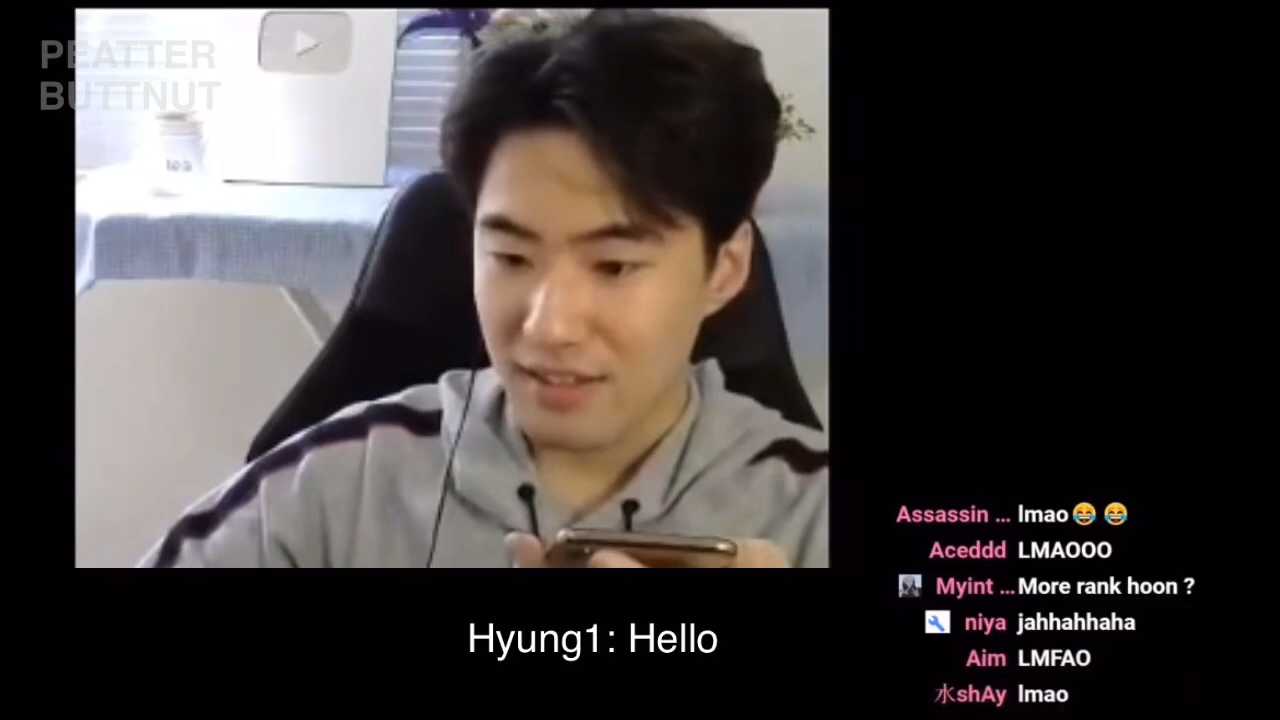 PEATTER
BUTTNUT
Assassin ... lmao😂 😂
Aceddd LMAOOO
Myint ... More rank hoon ?
niya jahhahhaha
Aim LMFAO
水shAy lmao
Hyung1: Hello